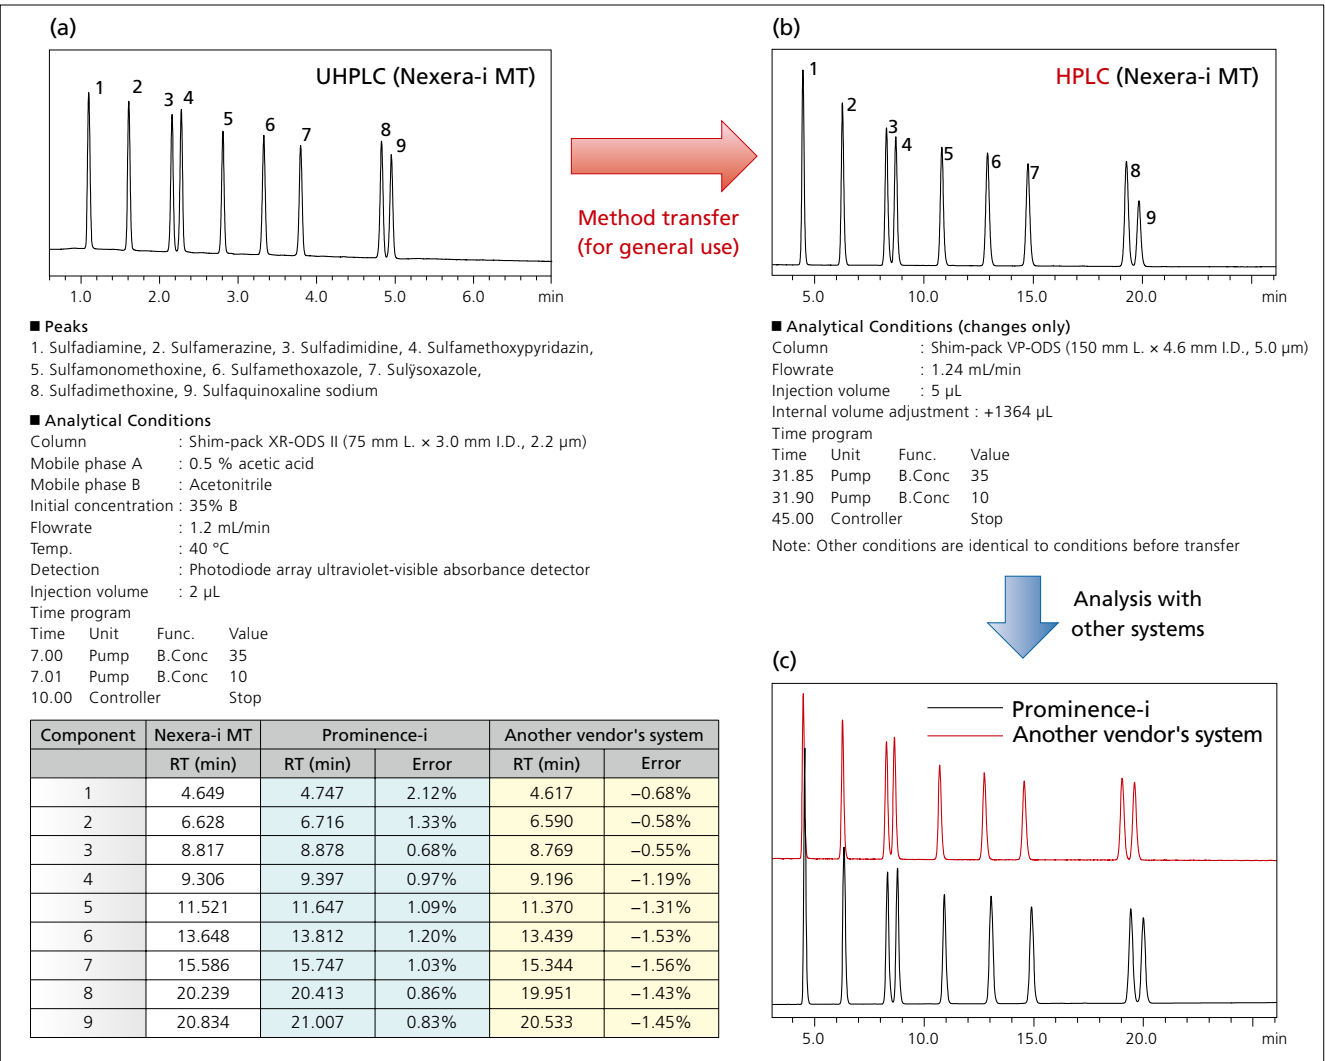 (a)
UHPLC (Nexera-i MT)
1 2 3 4 5 6 7 8 9
1.0 2.0 3.0 4.0 5.0 6.0 min
Method transfer
(for general use)
(b)
HPLC (Nexera-i MT)
1 2 3 4 5 6 7 8 9
5.0 10.0 15.0 20.0 min
■ Peaks
1. Sulfadiamine, 2. Sulfamerazine, 3. Sulfadimidine, 4. Sulfamethoxypyridazin,
5. Sulfamonomethoxine, 6. Sulfamethoxazole, 7. Sulÿsoxazole,
8. Sulfadimethoxine, 9. Sulfaquinoxaline sodium
■ Analytical Conditions
Column : Shim-pack XR-ODS II (75 mm L. × 3.0 mm I.D., 2.2 µm)
Mobile phase A : 0.5 % acetic acid
Mobile phase B : Acetonitrile
Initial concentration : 35% B
Flowrate : 1.2 mL/min
Temp. : 40 °C
Detection : Photodiode array ultraviolet-visible absorbance detector
Injection volume : 2 µL
Time program
Time Unit Func. Value
7.00 Pump B.Conc 35
7.01 Pump B.Conc 10
10.00 Controller Stop
■ Analytical Conditions (changes only)
Column : Shim-pack VP-ODS (150 mm L. × 4.6 mm I.D., 5.0 µm)
Flowrate : 1.24 mL/min
Injection volume : 5 µL
Internal volume adjustment : +1364 µL
Time program
Time Unit Func. Value
31.85 Pump B.Conc 35
31.90 Pump B.Conc 10
45.00 Controller Stop
Note: Other conditions are identical to conditions before transfer
Analysis with
other systems
Component Nexera-i MT Prominence-i Another vendor's system
RT (min) RT (min) Error RT (min) Error
1 4.649 4.747 2.12% 4.617 −0.68%
2 6.628 6.716 1.33% 6.590 −0.58%
3 8.817 8.878 0.68% 8.769 −0.55%
4 9.306 9.397 0.97% 9.196 −1.19%
5 11.521 11.647 1.09% 11.370 −1.31%
6 13.648 13.812 1.20% 13.439 −1.53%
7 15.586 15.747 1.03% 15.344 −1.56%
8 20.239 20.413 0.86% 19.951 −1.43%
9 20.834 21.007 0.83% 20.533 −1.45%
(c)
Prominence-i
Another vendor's system
5.0 10.0 15.0 20.0 min